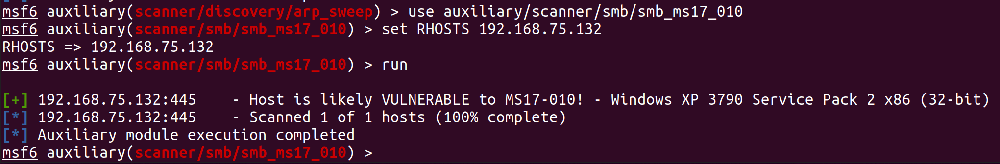 msf6 auxiliary(scanner/discovery/arp_sweep) > use auxiliary/scanner/smb/smb_ms17_010
msf6 auxiliary(scanner/smb/smb_ms17_010) > set RHOSTS 192.168.75.132
RHOSTS => 192.168.75.132
msf6 auxiliary(scanner/smb/smb_ms17_010) > run
[+] 192.168.75.132:445    - Host is likely VULNERABLE to MS17-010! - Windows XP 3790 Service Pack 2 x86 (32-bit)
[*] 192.168.75.132:445    - Scanned 1 of 1 hosts (100% complete)
[*] Auxiliary module execution completed
msf6 auxiliary(scanner/smb/smb_ms17_010) >